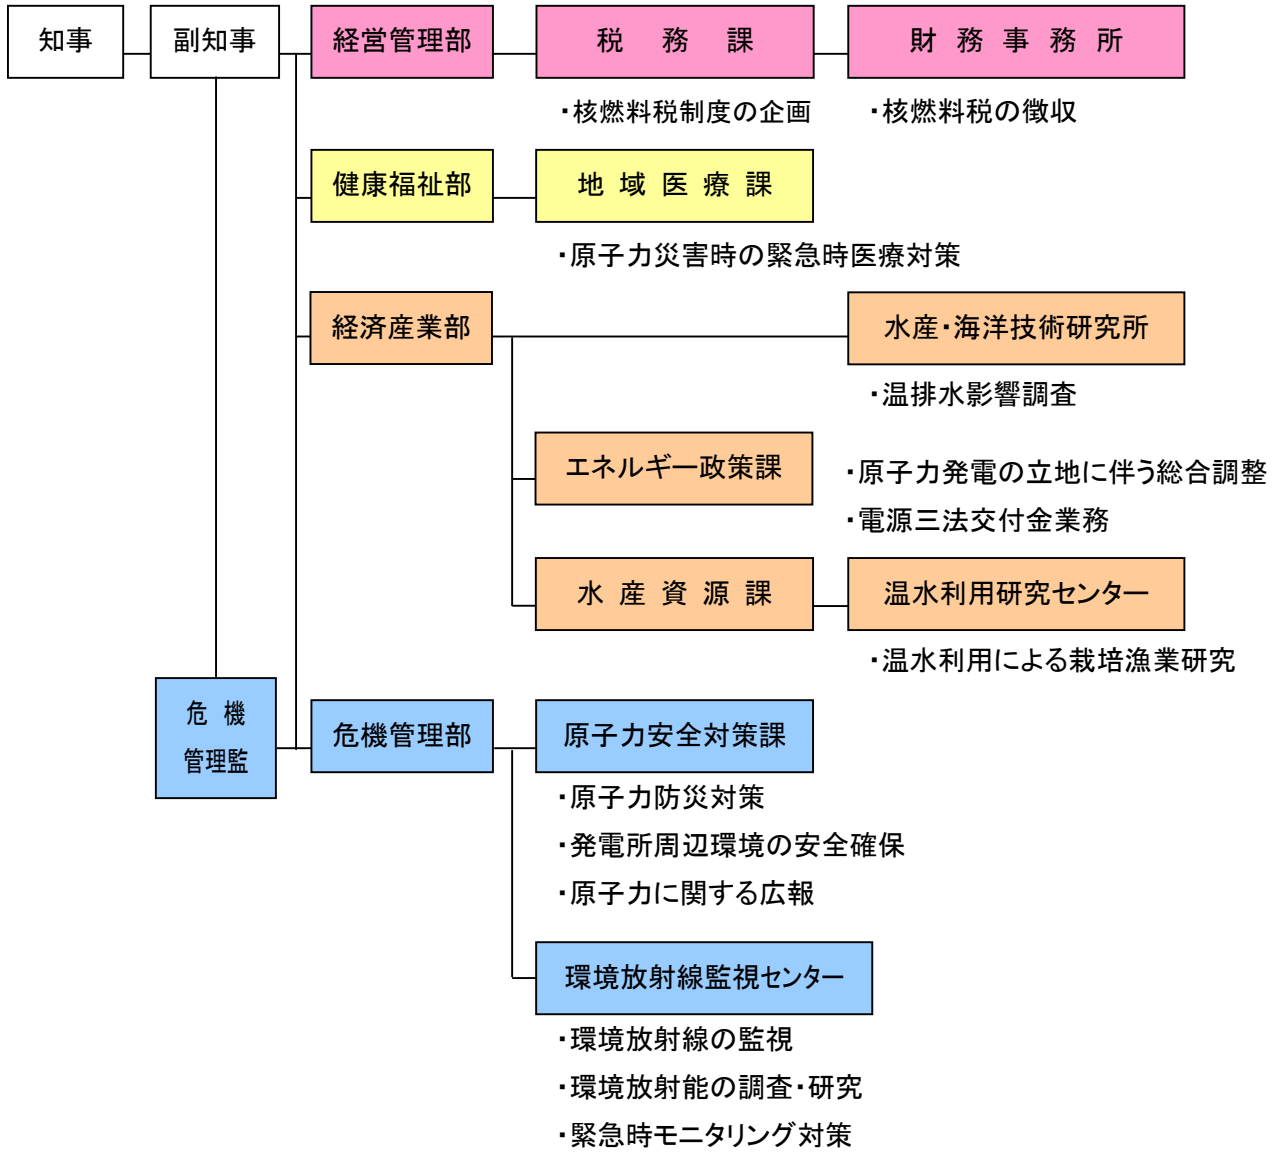 知事
副知事
経営管理部
税務課
財務事務所
・核燃料税制度の企画
・核燃料税の徴収
健康福祉部
地域医療課
・原子力災害時の緊急時医療対策
経済産業部
水産・海洋技術研究所
・温排水影響調査
エネルギー政策課
・原子力発電の立地に伴う総合調整
・電源三法交付金業務
水産資源課
温水利用研究センター
・温水利用による栽培漁業研究
危機
管理監
危機管理部
原子力安全対策課
・原子力防災対策
・発電所周辺環境の安全確保
・原子力に関する広報
環境放射線監視センター
・環境放射線の監視
・環境放射能の調査・研究
・緊急時モニタリング対策